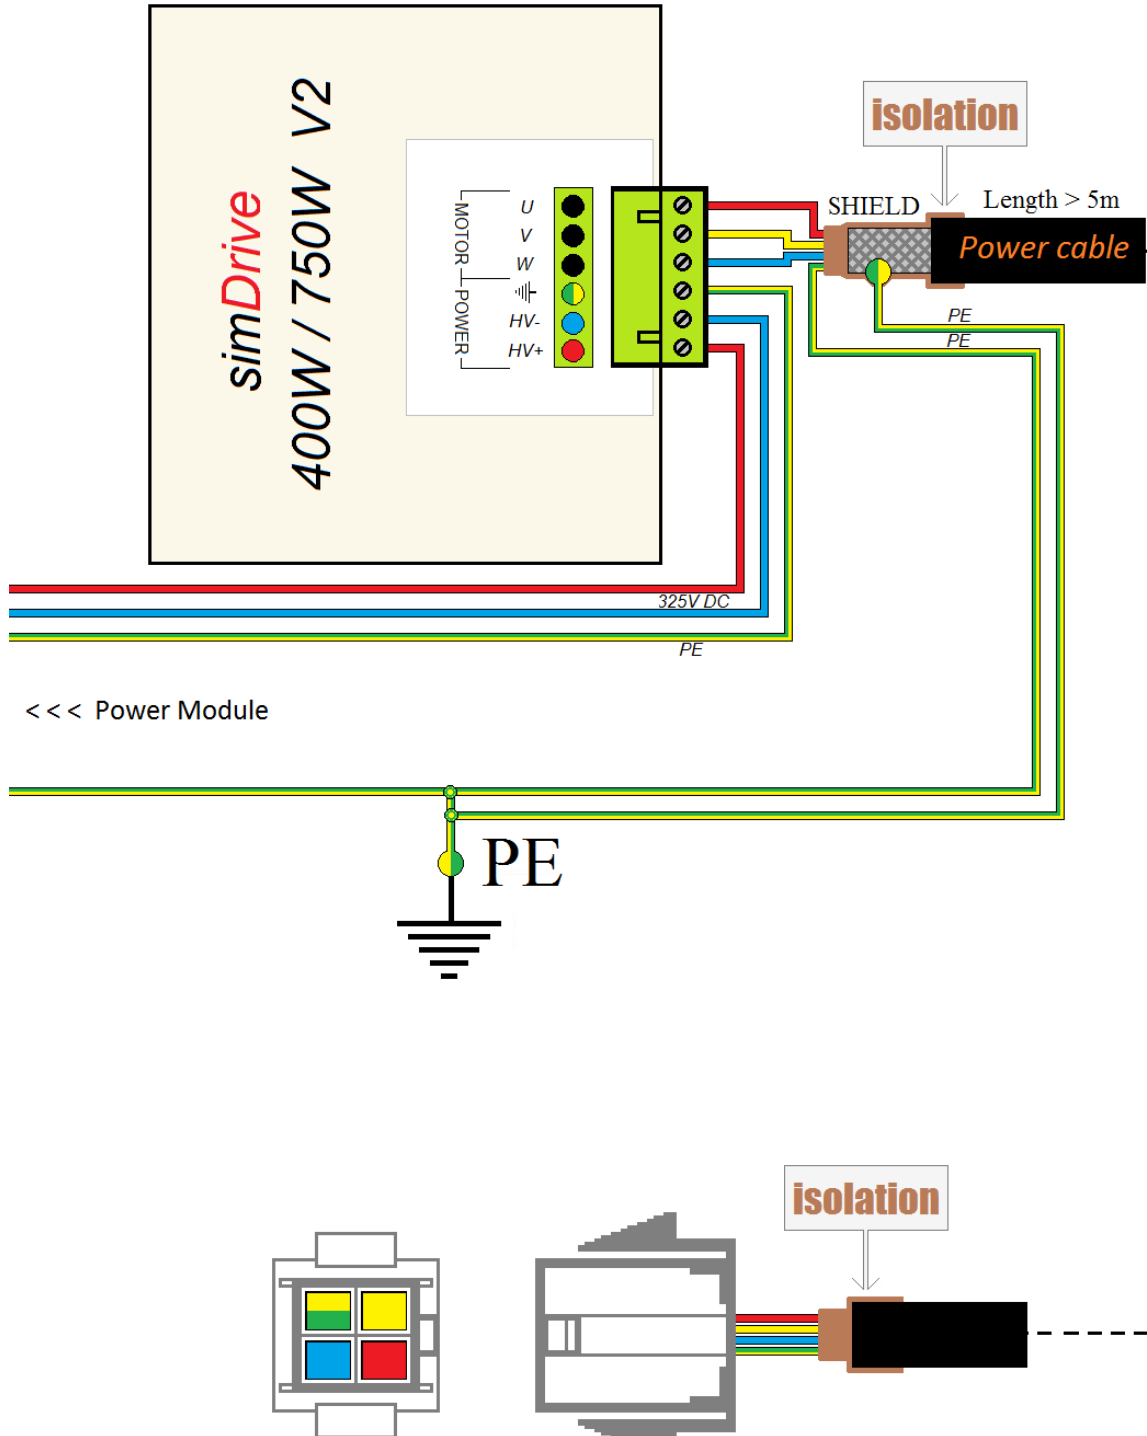 simDrive
400W / 750W V2
MOTOR
POWER
U
V
W
HV-
HV+
isolation
SHIELD
Length > 5m
Power cable
PE
PE
325V DC
PE
< < < Power Module
PE
isolation